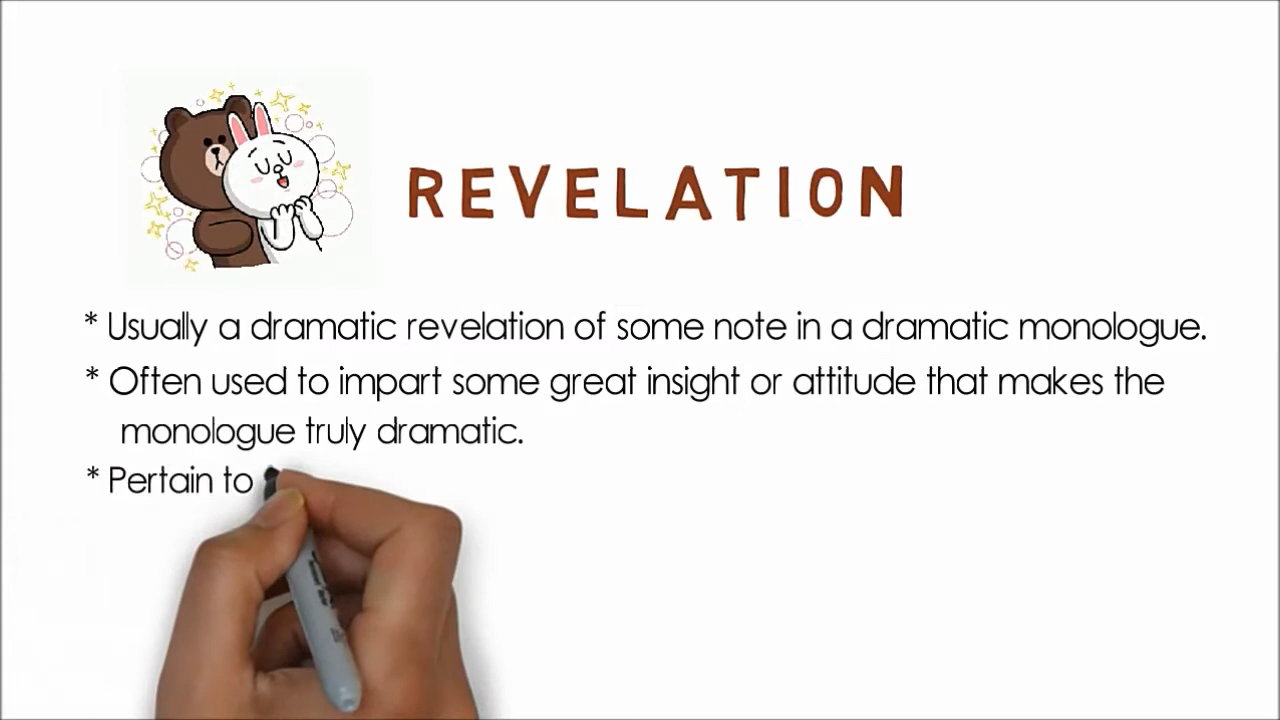 REVELATION
* Usually a dramatic revelation of some note in a dramatic monologue.
* Often used to impart some great insight or attitude that makes the
monologue truly dramatic.
* Pertain to